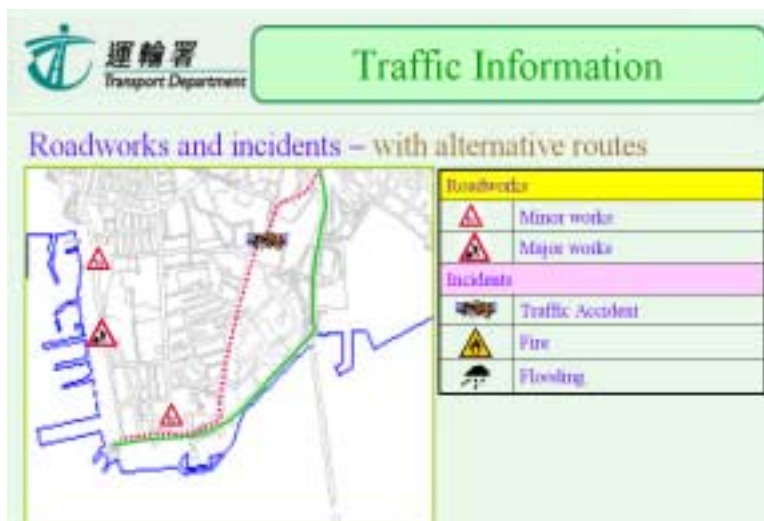 運輸署
Transport Department
Traffic Information
Roadworks and incidents – with alternative routes
Roadworks
Minor works
Major works
Incidents
Traffic Accident
Fire
Flooding